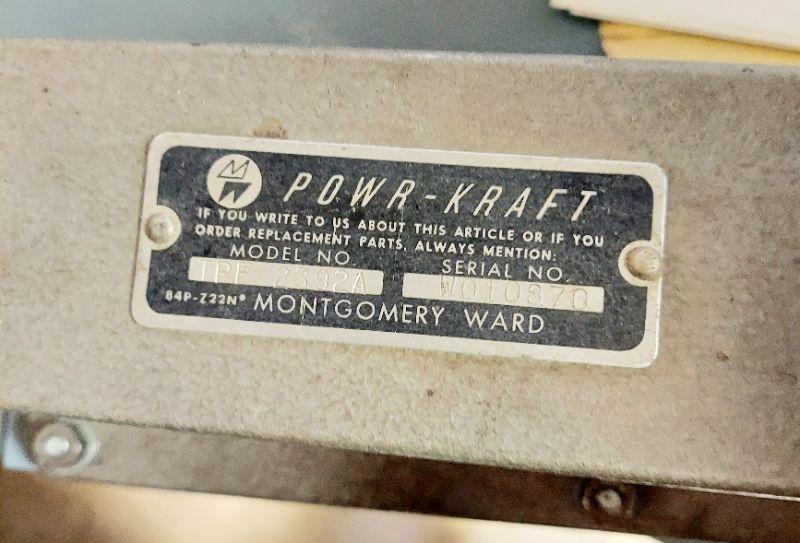 POWR-KRAFT
IF YOU WRITE TO US ABOUT THIS ARTICLE OR IF YOU
ORDER REPLACEMENT PARTS, ALWAYS MENTION:
MODEL NO. SERIAL NO.
TPF 2392A W010870
84P-Z22N® MONTGOMERY WARD